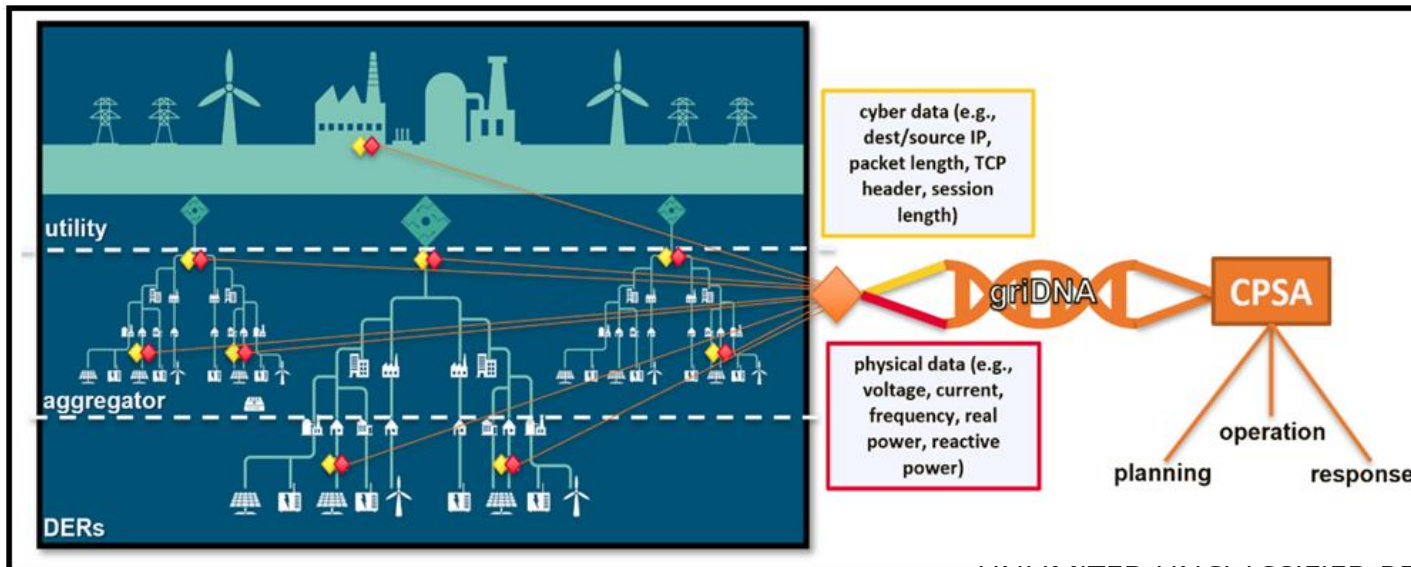 utility
aggregator
DERs
cyber data (e.g.,
dest/source IP,
packet length, TCP
header, session
length)
physical data (e.g.,
voltage, current,
frequency, real
power, reactive
power)
griDNA
CPSA
planning
operation
response